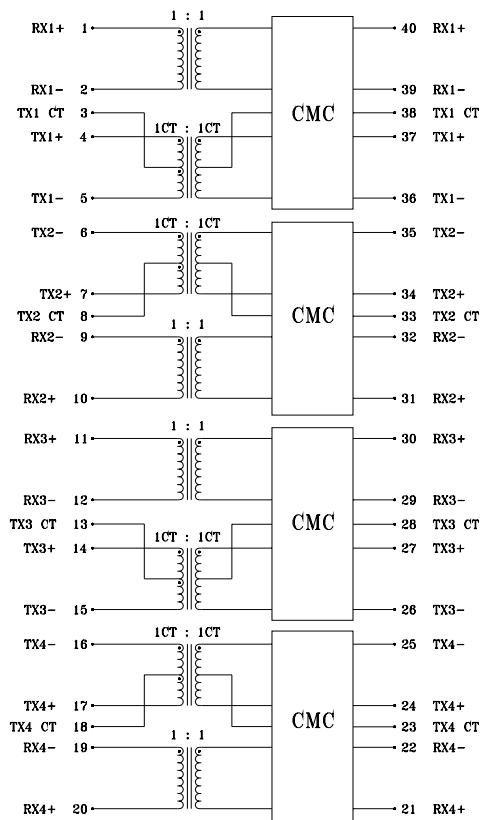 1 : 1
RX1+ 1 40 RX1+
RX1- 2 39 RX1-
TX1 CT 3 CMC 38 TX1 CT
TX1+ 4 1CT : 1CT 37 TX1+
TX1- 5 36 TX1-
TX2- 6 1CT : 1CT 35 TX2-
TX2+ 7 34 TX2+
TX2 CT 8 CMC 33 TX2 CT
RX2- 9 1 : 1 32 RX2-
RX2+ 10 31 RX2+
1 : 1
RX3+ 11 30 RX3+
RX3- 12 29 RX3-
TX3 CT 13 CMC 28 TX3 CT
TX3+ 14 1CT : 1CT 27 TX3+
TX3- 15 26 TX3-
1CT : 1CT
TX4- 16 25 TX4-
TX4+ 17 24 TX4+
TX4 CT 18 CMC 23 TX4 CT
RX4- 19 1 : 1 22 RX4-
RX4+ 20 21 RX4+